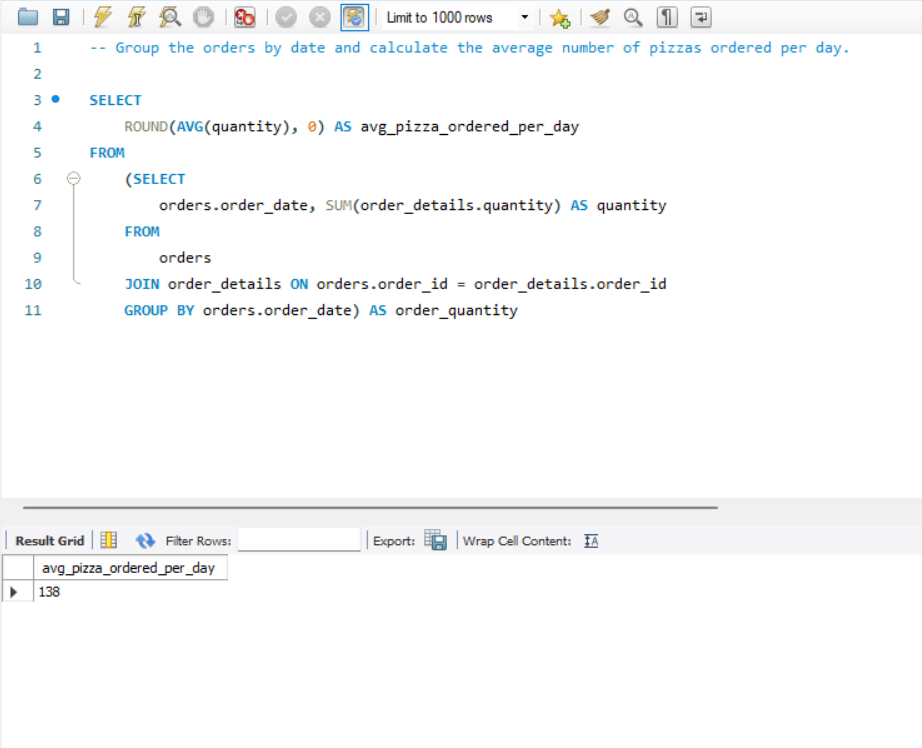 Limit to 1000 rows
1 -- Group the orders by date and calculate the average number of pizzas ordered per day.
2
3 SELECT
4 ROUND(AVG(quantity), 0) AS avg_pizza_ordered_per_day
5 FROM
6 (SELECT
7 orders.order_date, SUM(order_details.quantity) AS quantity
8 FROM
9 orders
10 JOIN order_details ON orders.order_id = order_details.order_id
11 GROUP BY orders.order_date) AS order_quantity
Result Grid Filter Rows: Export: Wrap Cell Content: IA
avg_pizza_ordered_per_day
138